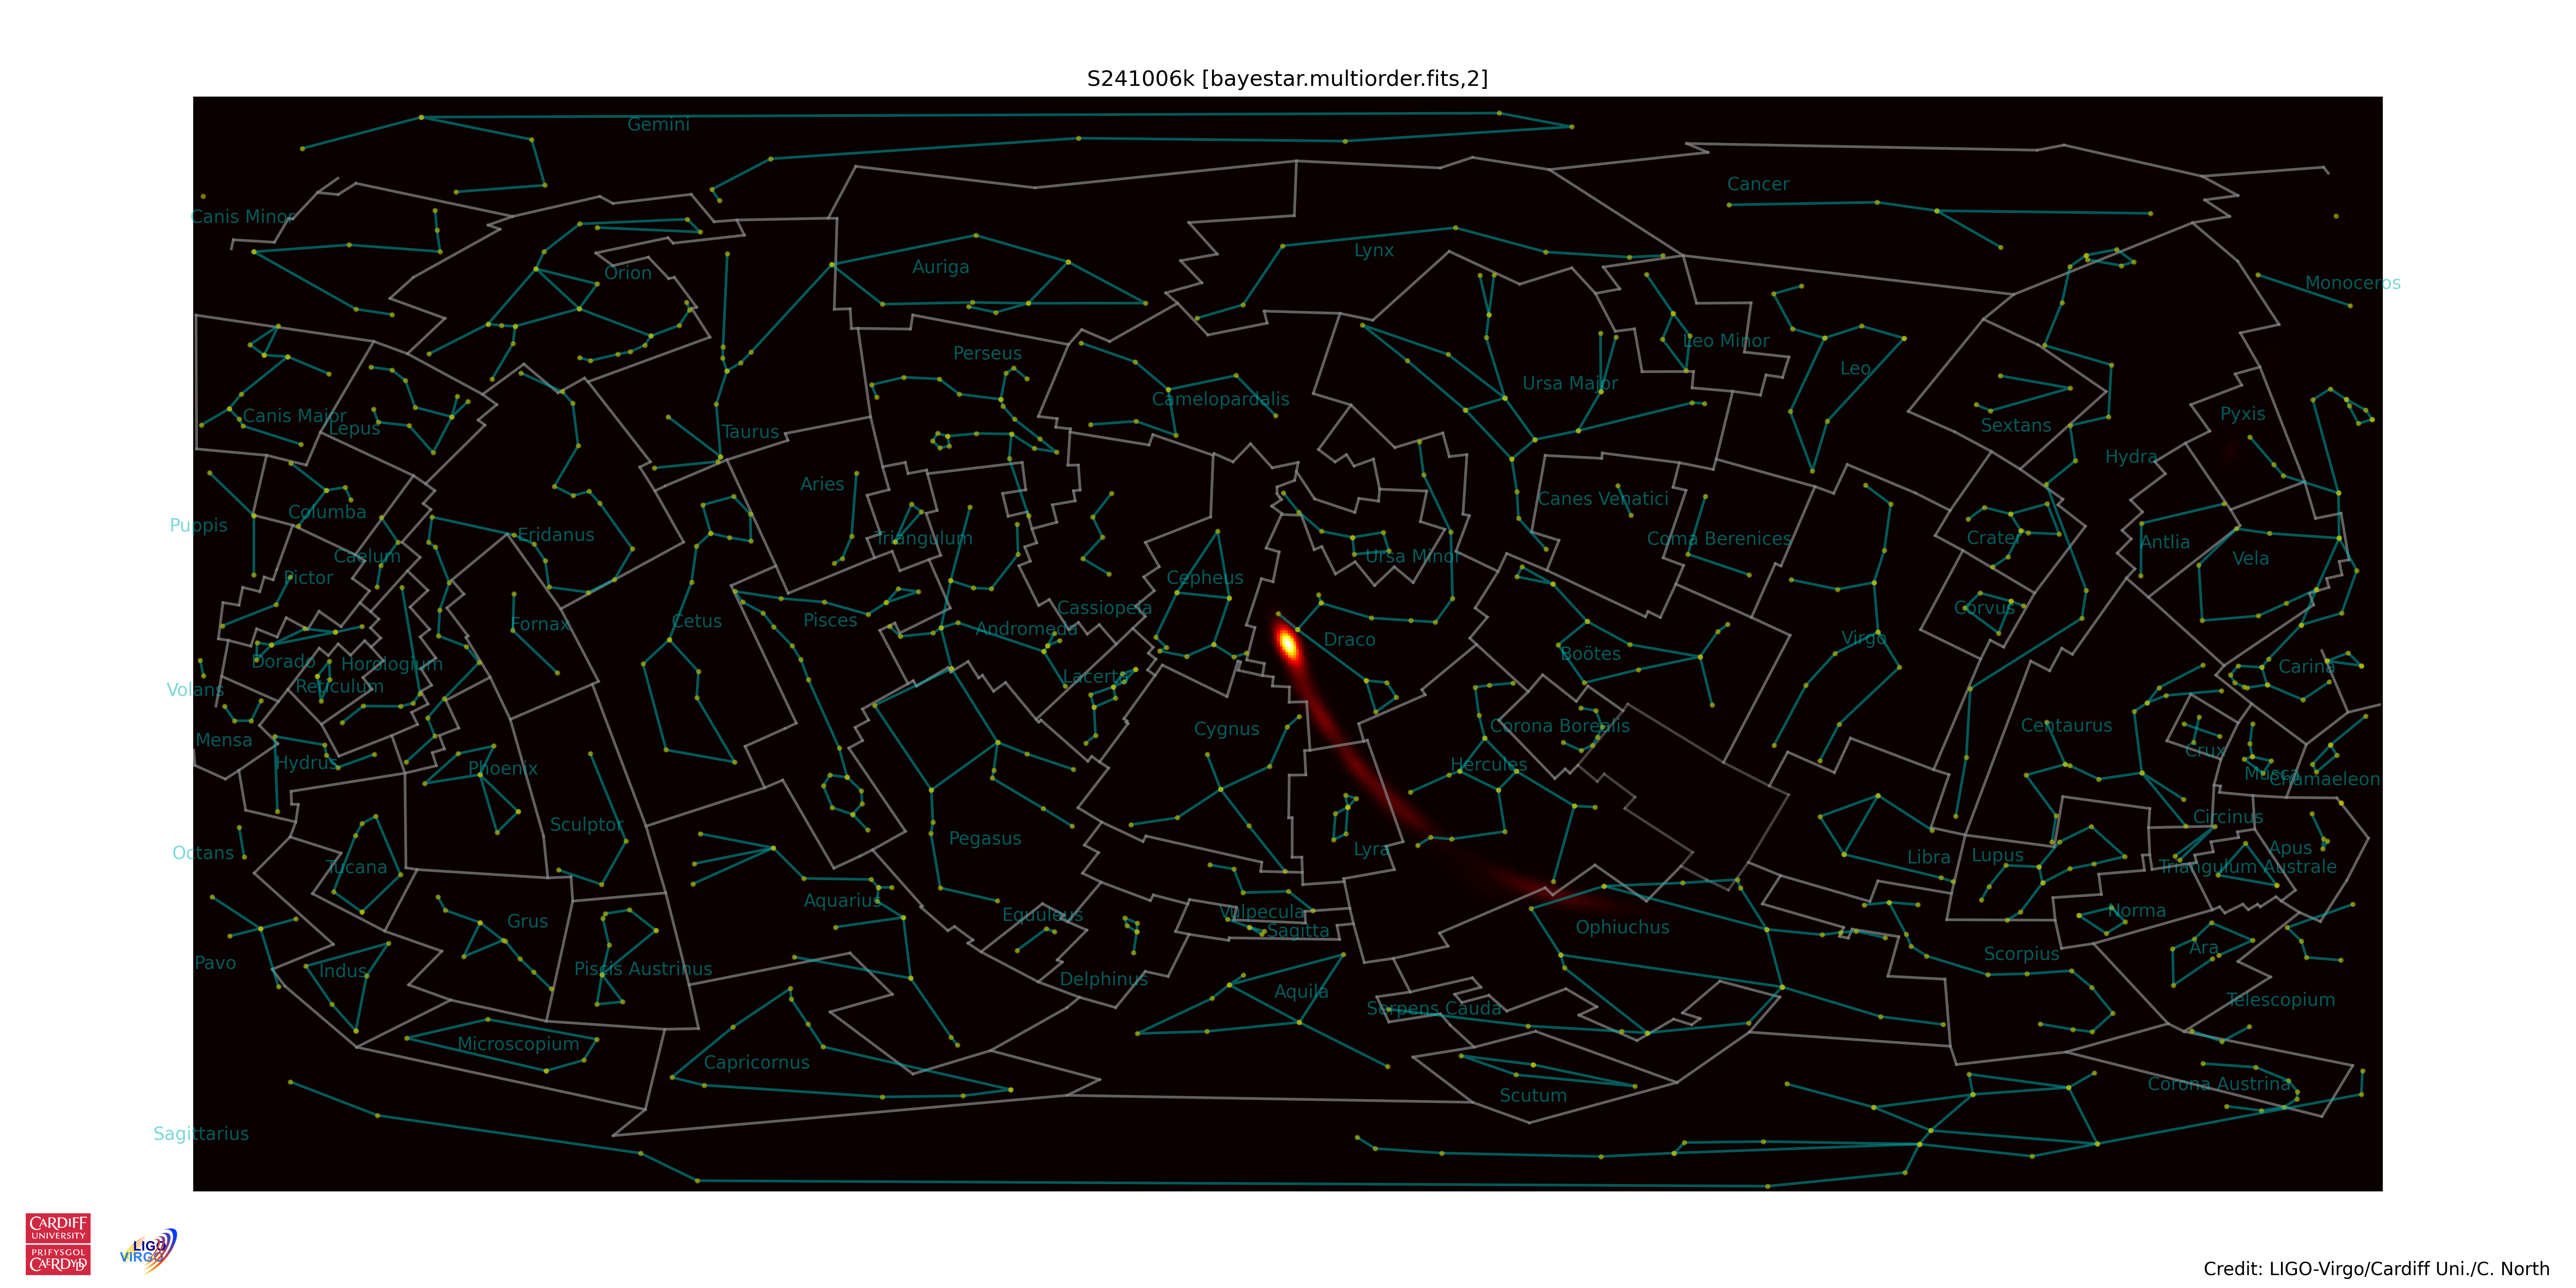 S241006k [bayestar.multiorder.fits,2]
Gemini
Cancer
Canis Minor
Lynx
Auriga
Orion
Monoceros
Leo Minor
Perseus
Leo
Ursa Major
Camelopardalis
Canis Major
Lepus
Taurus
Sextans
Pyxis
Hydra
Aries
Canes Venatici
Columba
Puppis
Eridanus
Triangulum
Coma Berenices
Crater
Antlia
Caelum
Ursa Minor
Vela
Pictor
Cepheus
Cassiopeia
Corvus
Fornax
Cetus
Pisces
Andromeda
Draco
Virgo
Boötes
Dorado
Horologium
Carina
Lacerta
Reticulum
Volans
Cygnus
Corona Borealis
Centaurus
Mensa
Crux
Hydrus
Phoenix
Hercules
Musca
Chamaeleon
Circinus
Sculptor
Pegasus
Octans
Lyra
Libra
Lupus
Apus
Tucana
Triangulum Australe
Aquarius
Equuleus
Vulpecula
Norma
Grus
Sagitta
Ophiuchus
Ara
Scorpius
Pavo
Indus
Piscis Austrinus
Delphinus
Aquila
Telescopium
Serpens Cauda
Microscopium
Capricornus
Scutum
Corona Austrina
Sagittarius
CARDIFF
UNIVERSITY
PRIFYSGOL
CAERDYDD
LIGO
VIRGO
Credit: LIGO-Virgo/Cardiff Uni./C. North